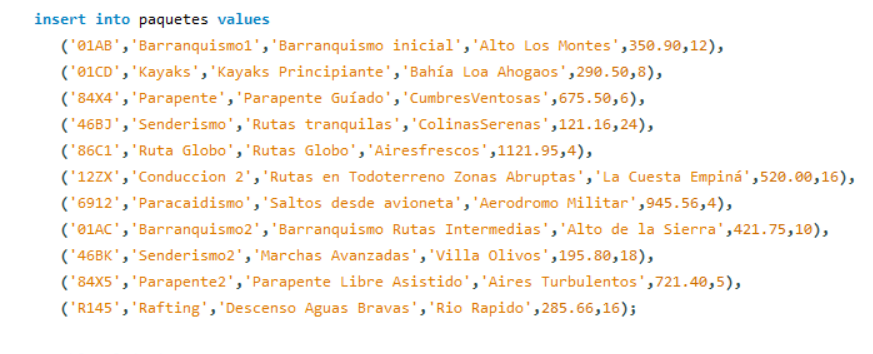 insert into paquetes values
('01AB','Barranquismo1','Barranquismo inicial','Alto Los Montes',350.90,12),
('01CD','Kayaks','Kayaks Principiante','Bahía Loa Ahogaos',290.50,8),
('84X4','Parapente','Parapente Guíado','CumbresVentosas',675.50,6),
('46BJ','Senderismo','Rutas tranquilas','ColinasSerenas',121.16,24),
('86C1','Ruta Globo','Rutas Globo','Airesfrescos',1121.95,4),
('12ZX','Conduccion 2','Rutas en Todoterreno Zonas Abruptas','La Cuesta Empiná',520.00,16),
('6912','Paracaidismo','Saltos desde avioneta','Aerodromo Militar',945.56,4),
('01AC','Barranquismo2','Barranquismo Rutas Intermedias','Alto de la Sierra',421.75,10),
('46BK','Senderismo2','Marchas Avanzadas','Villa Olivos',195.80,18),
('84X5','Parapente2','Parapente Libre Asistido','Aires Turbulentos',721.40,5),
('R145','Rafting','Descenso Aguas Bravas','Rio Rapido',285.66,16);